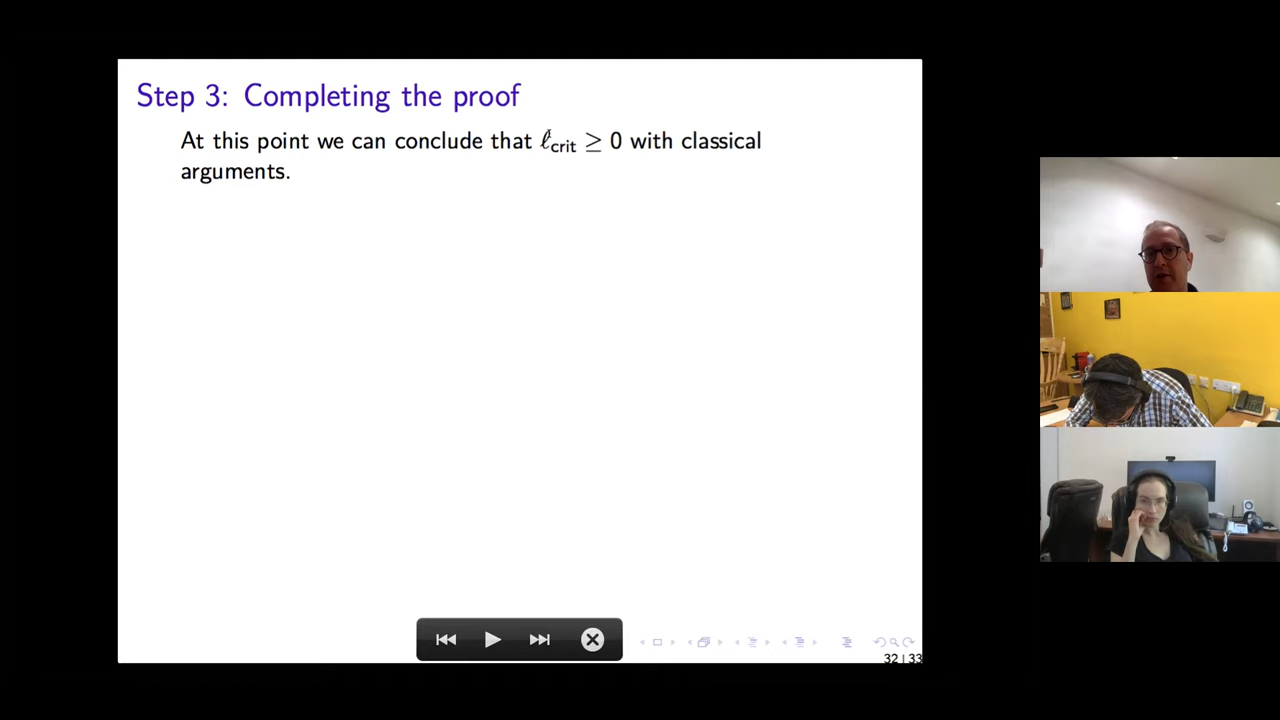 Step 3: Completing the proof
At this point we can conclude that ℓ_crit ≥ 0 with classical
arguments.
32 | 33